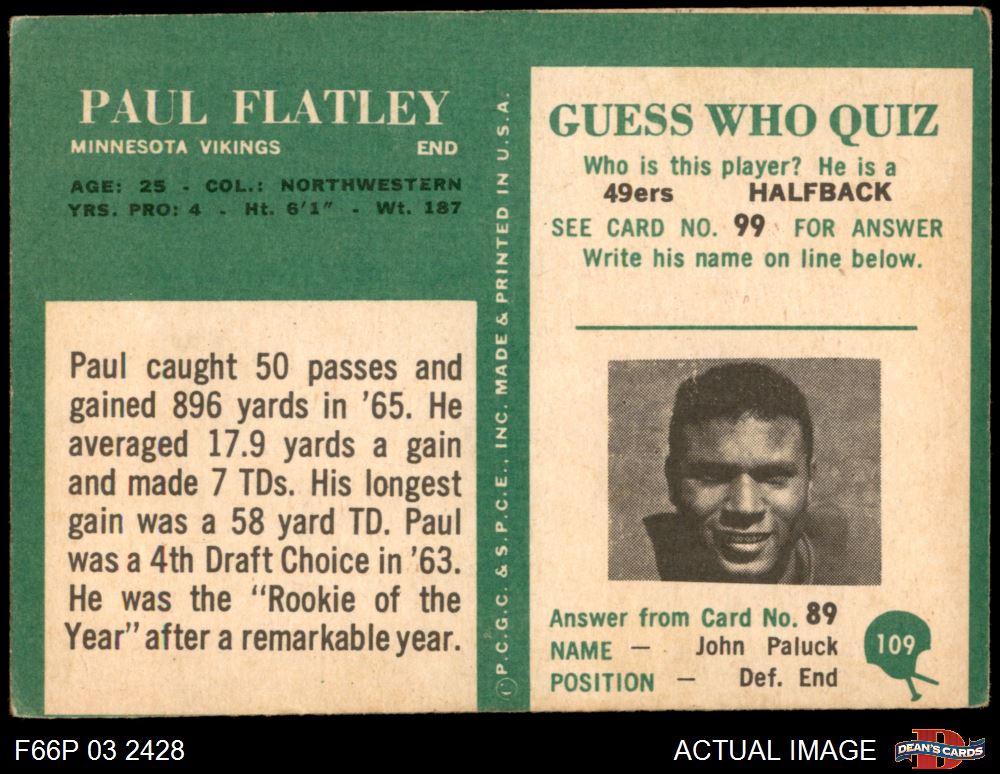 PAUL FLATLEY
MINNESOTA VIKINGS END
AGE: 25 - COL.: NORTHWESTERN
YRS. PRO: 4 - Ht. 6'1" - Wt. 187
Paul caught 50 passes and
gained 896 yards in '65. He
averaged 17.9 yards a gain
and made 7 TDs. His longest
gain was a 58 yard TD. Paul
was a 4th Draft Choice in '63.
He was the "Rookie of the
Year" after a remarkable year.
© P.C.G.C. & S.P.C.E., INC. MADE & PRINTED IN U.S.A.
GUESS WHO QUIZ
Who is this player? He is a
49ers HALFBACK
SEE CARD NO. 99 FOR ANSWER
Write his name on line below.
Answer from Card No. 89
NAME — John Paluck
POSITION — Def. End
109
F66P 03 2428
ACTUAL IMAGE
D
DEAN'S CARDS